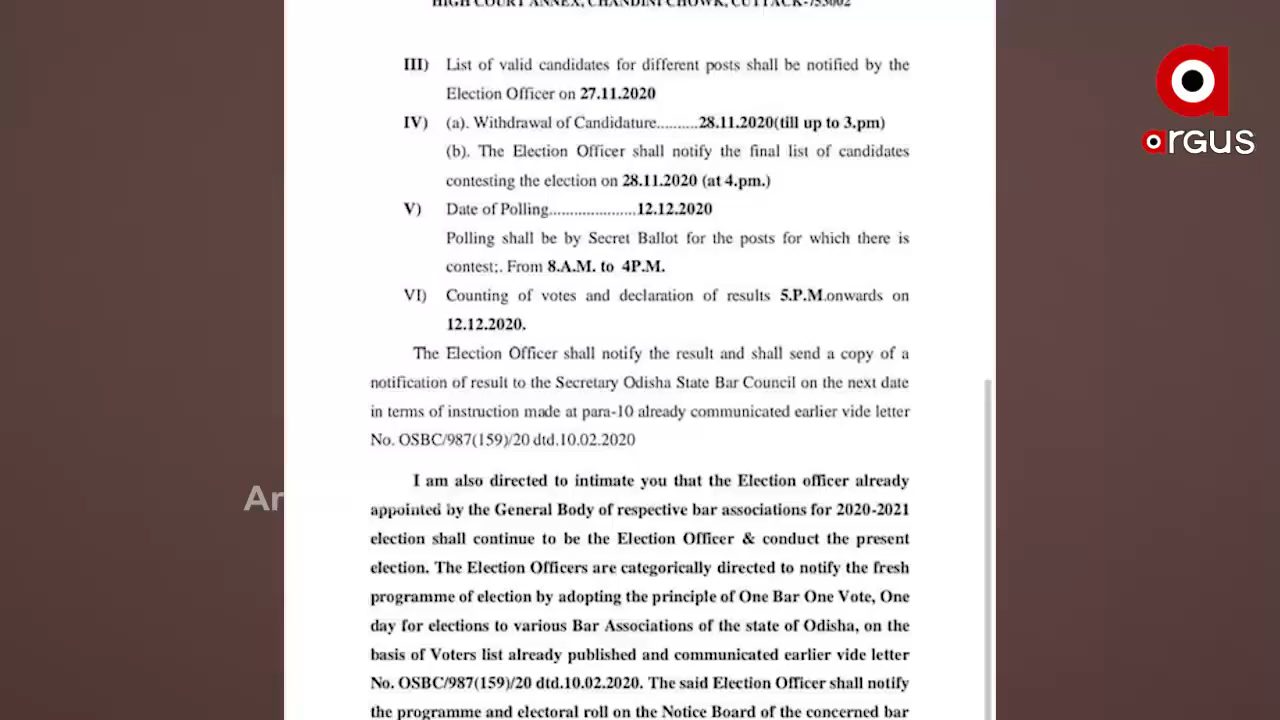 HIGH COURT ANNEX, CHANDINI CHOWK, CUTTACK-753002
III) List of valid candidates for different posts shall be notified by the
Election Officer on 27.11.2020
IV) (a). Withdrawal of Candidature..........28.11.2020(till up to 3.pm)
(b). The Election Officer shall notify the final list of candidates
contesting the election on 28.11.2020 (at 4.pm.)
V) Date of Polling.....................12.12.2020
Polling shall be by Secret Ballot for the posts for which there is
contest;. From 8.A.M. to 4P.M.
VI) Counting of votes and declaration of results 5.P.M.onwards on
12.12.2020.
The Election Officer shall notify the result and shall send a copy of a
notification of result to the Secretary Odisha State Bar Council on the next date
in terms of instruction made at para-10 already communicated earlier vide letter
No. OSBC/987(159)/20 dtd.10.02.2020
I am also directed to intimate you that the Election officer already
appointed by the General Body of respective bar associations for 2020-2021
election shall continue to be the Election Officer & conduct the present
election. The Election Officers are categorically directed to notify the fresh
programme of election by adopting the principle of One Bar One Vote, One
day for elections to various Bar Associations of the state of Odisha, on the
basis of Voters list already published and communicated earlier vide letter
No. OSBC/987(159)/20 dtd.10.02.2020. The said Election Officer shall notify
the programme and electoral roll on the Notice Board of the concerned bar
argus
Ar